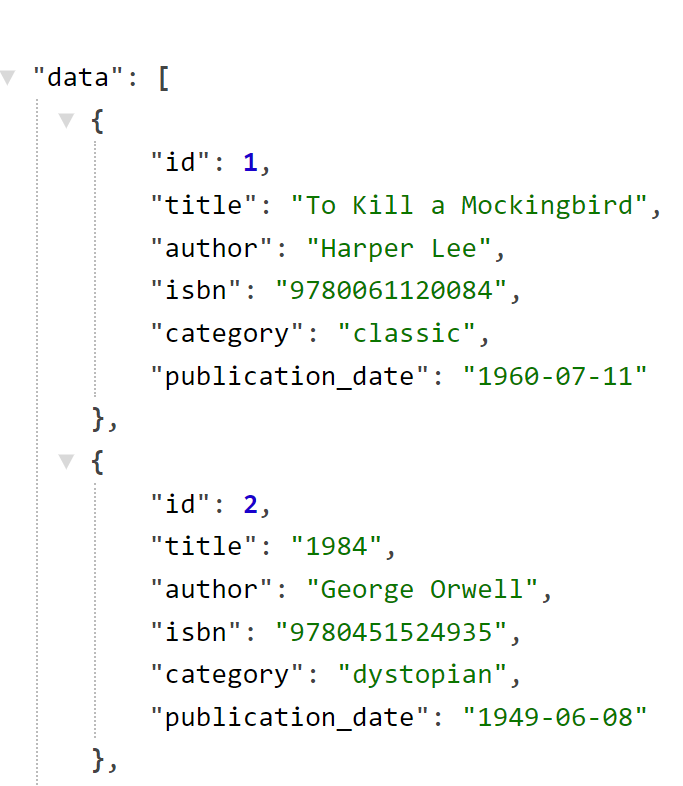 "data": [
{
"id": 1,
"title": "To Kill a Mockingbird",
"author": "Harper Lee",
"isbn": "9780061120084",
"category": "classic",
"publication_date": "1960-07-11"
},
{
"id": 2,
"title": "1984",
"author": "George Orwell",
"isbn": "9780451524935",
"category": "dystopian",
"publication_date": "1949-06-08"
},